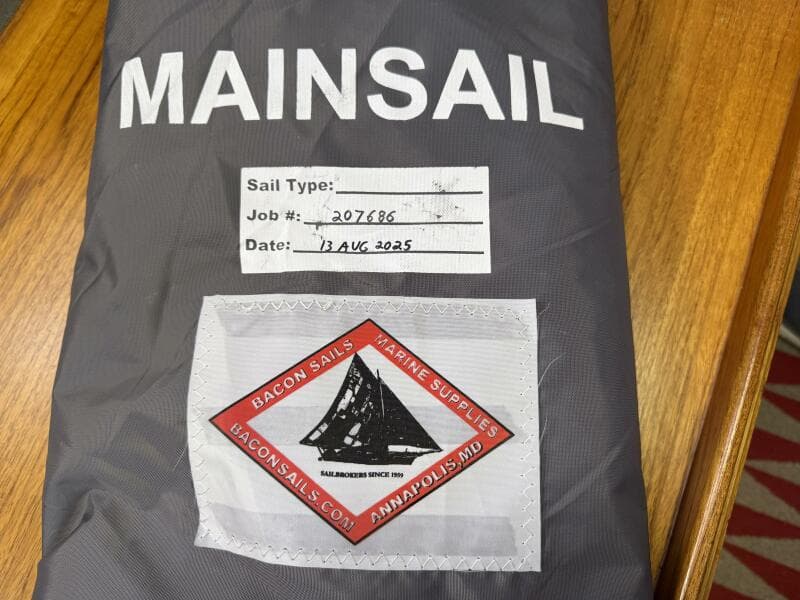 MAINSAIL
Sail Type:
Job #: 207686
Date: 13 AUG 2025
BACON SAILS
MARINE SUPPLIES
BACONSAILS.COM
ANNAPOLIS, MD
SAILBROKERS SINCE 1959